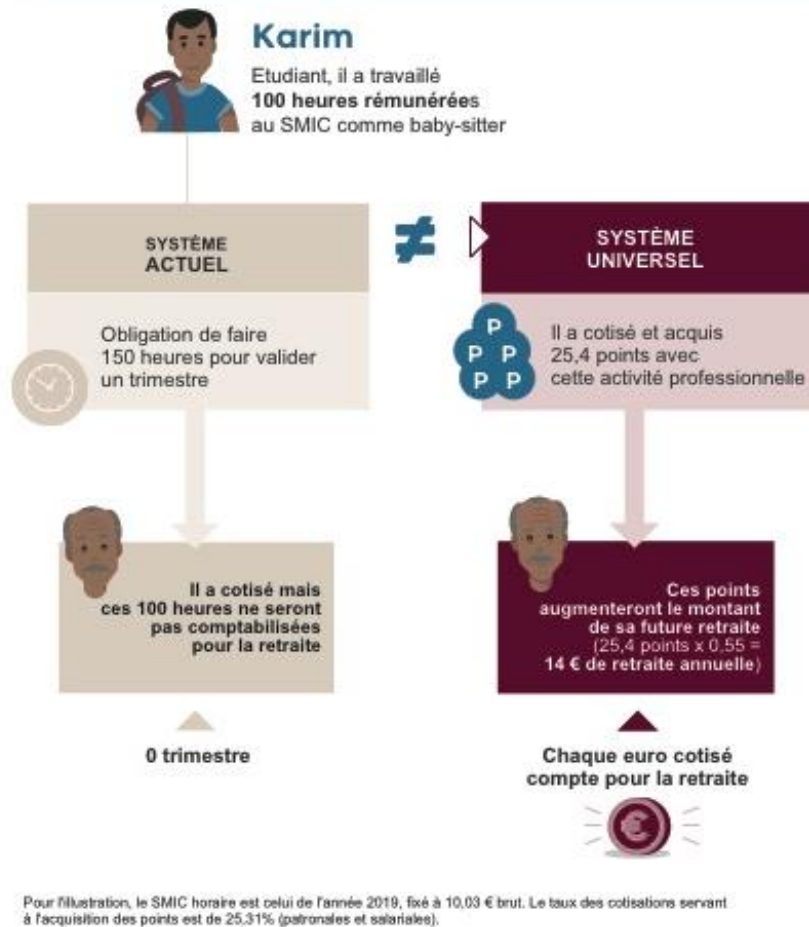 Karim
Etudiant, il a travaillé
100 heures rémunérées
au SMIC comme baby-sitter
SYSTÈME
ACTUEL
≠
SYSTÈME
UNIVERSEL
Obligation de faire
150 heures pour valider
un trimestre
P
P P
P P
Il a cotisé et acquis
25,4 points avec
cette activité professionnelle
Il a cotisé mais
ces 100 heures ne seront
pas comptabilisées
pour la retraite
Ces points
augmenteront le montant
de sa future retraite
(25,4 points x 0,55 =
14 € de retraite annuelle)
0 trimestre
Chaque euro cotisé
compte pour la retraite
€
Pour l'illustration, le SMIC horaire est celui de l'année 2019, fixé à 10,03 € brut. Le taux des cotisations servant
à l'acquisition des points est de 25,31% (patronales et salariales).